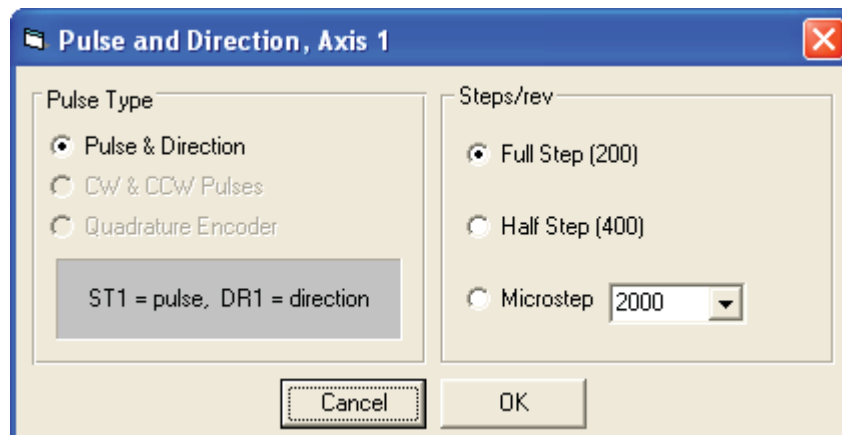 Pulse and Direction, Axis 1
Pulse Type
Pulse & Direction
CW & CCW Pulses
Quadrature Encoder
ST1 = pulse, DR1 = direction
Steps/rev
Full Step (200)
Half Step (400)
Microstep 2000
Cancel OK